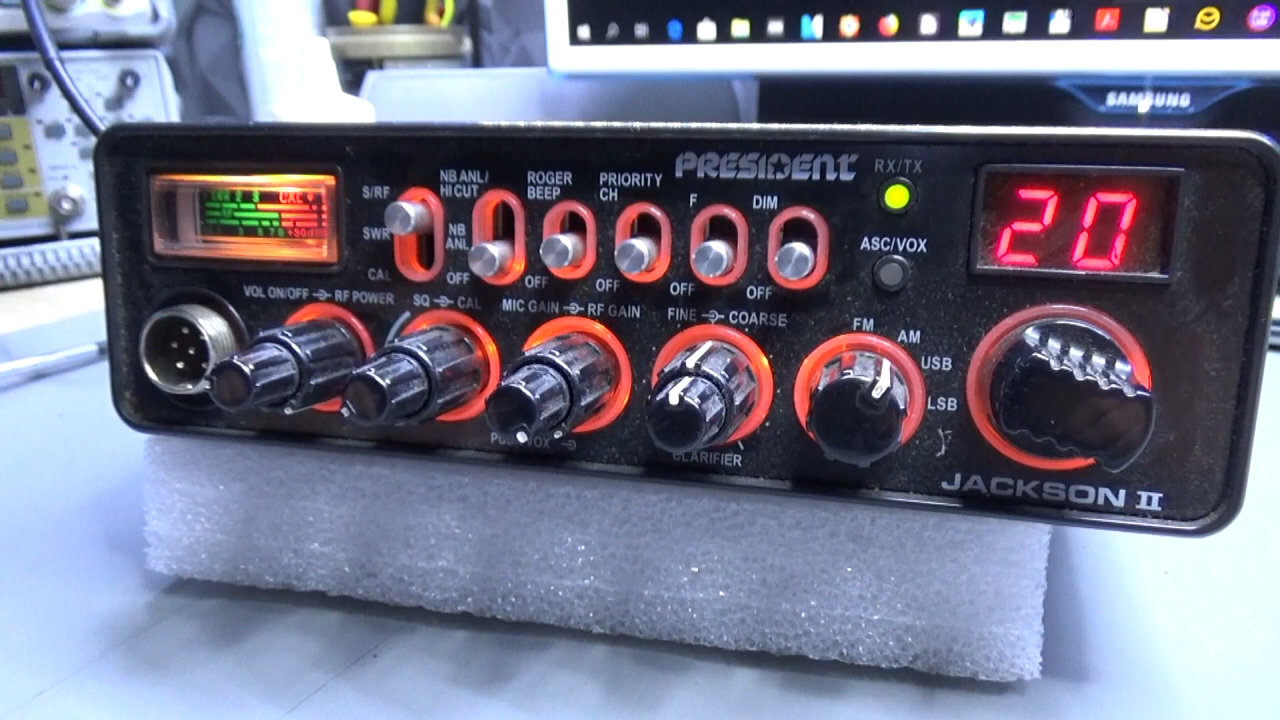 SAMSUNG
PRESIDENT
RX/TX
ASC/VOX
20
S/RF
SWR
CAL
NB ANL/
HI CUT
NB
ANL
OFF
ROGER
BEEP
OFF
PRIORITY
CH
OFF
F
OFF
DIM
OFF
CAL
VOL ON/OFF RF POWER
SQ CAL
MIC GAIN RF GAIN
FINE COARSE
CLARIFIER
FM
AM
USB
LSB
JACKSON II